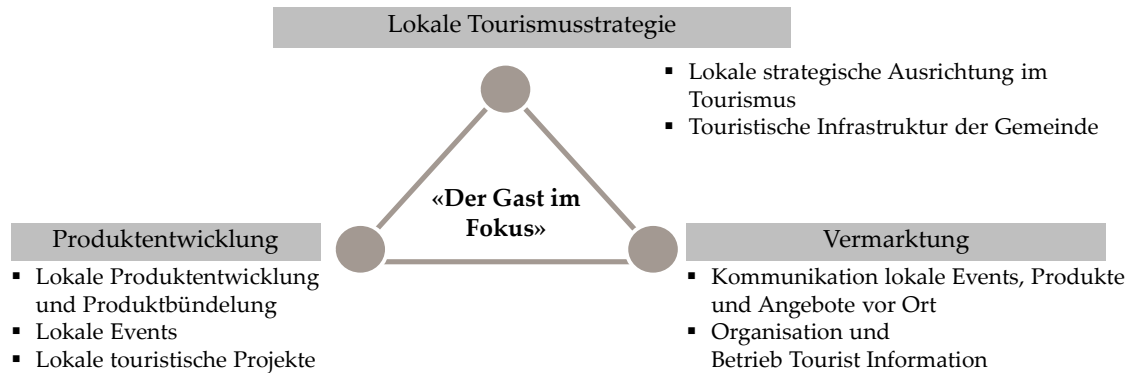 Lokale Tourismusstrategie
▪ Lokale strategische Ausrichtung im
Tourismus
▪ Touristische Infrastruktur der Gemeinde
«Der Gast im
Fokus»
Produktentwicklung
▪ Lokale Produktentwicklung
und Produktbündelung
▪ Lokale Events
▪ Lokale touristische Projekte
Vermarktung
▪ Kommunikation lokale Events, Produkte
und Angebote vor Ort
▪ Organisation und
Betrieb Tourist Information